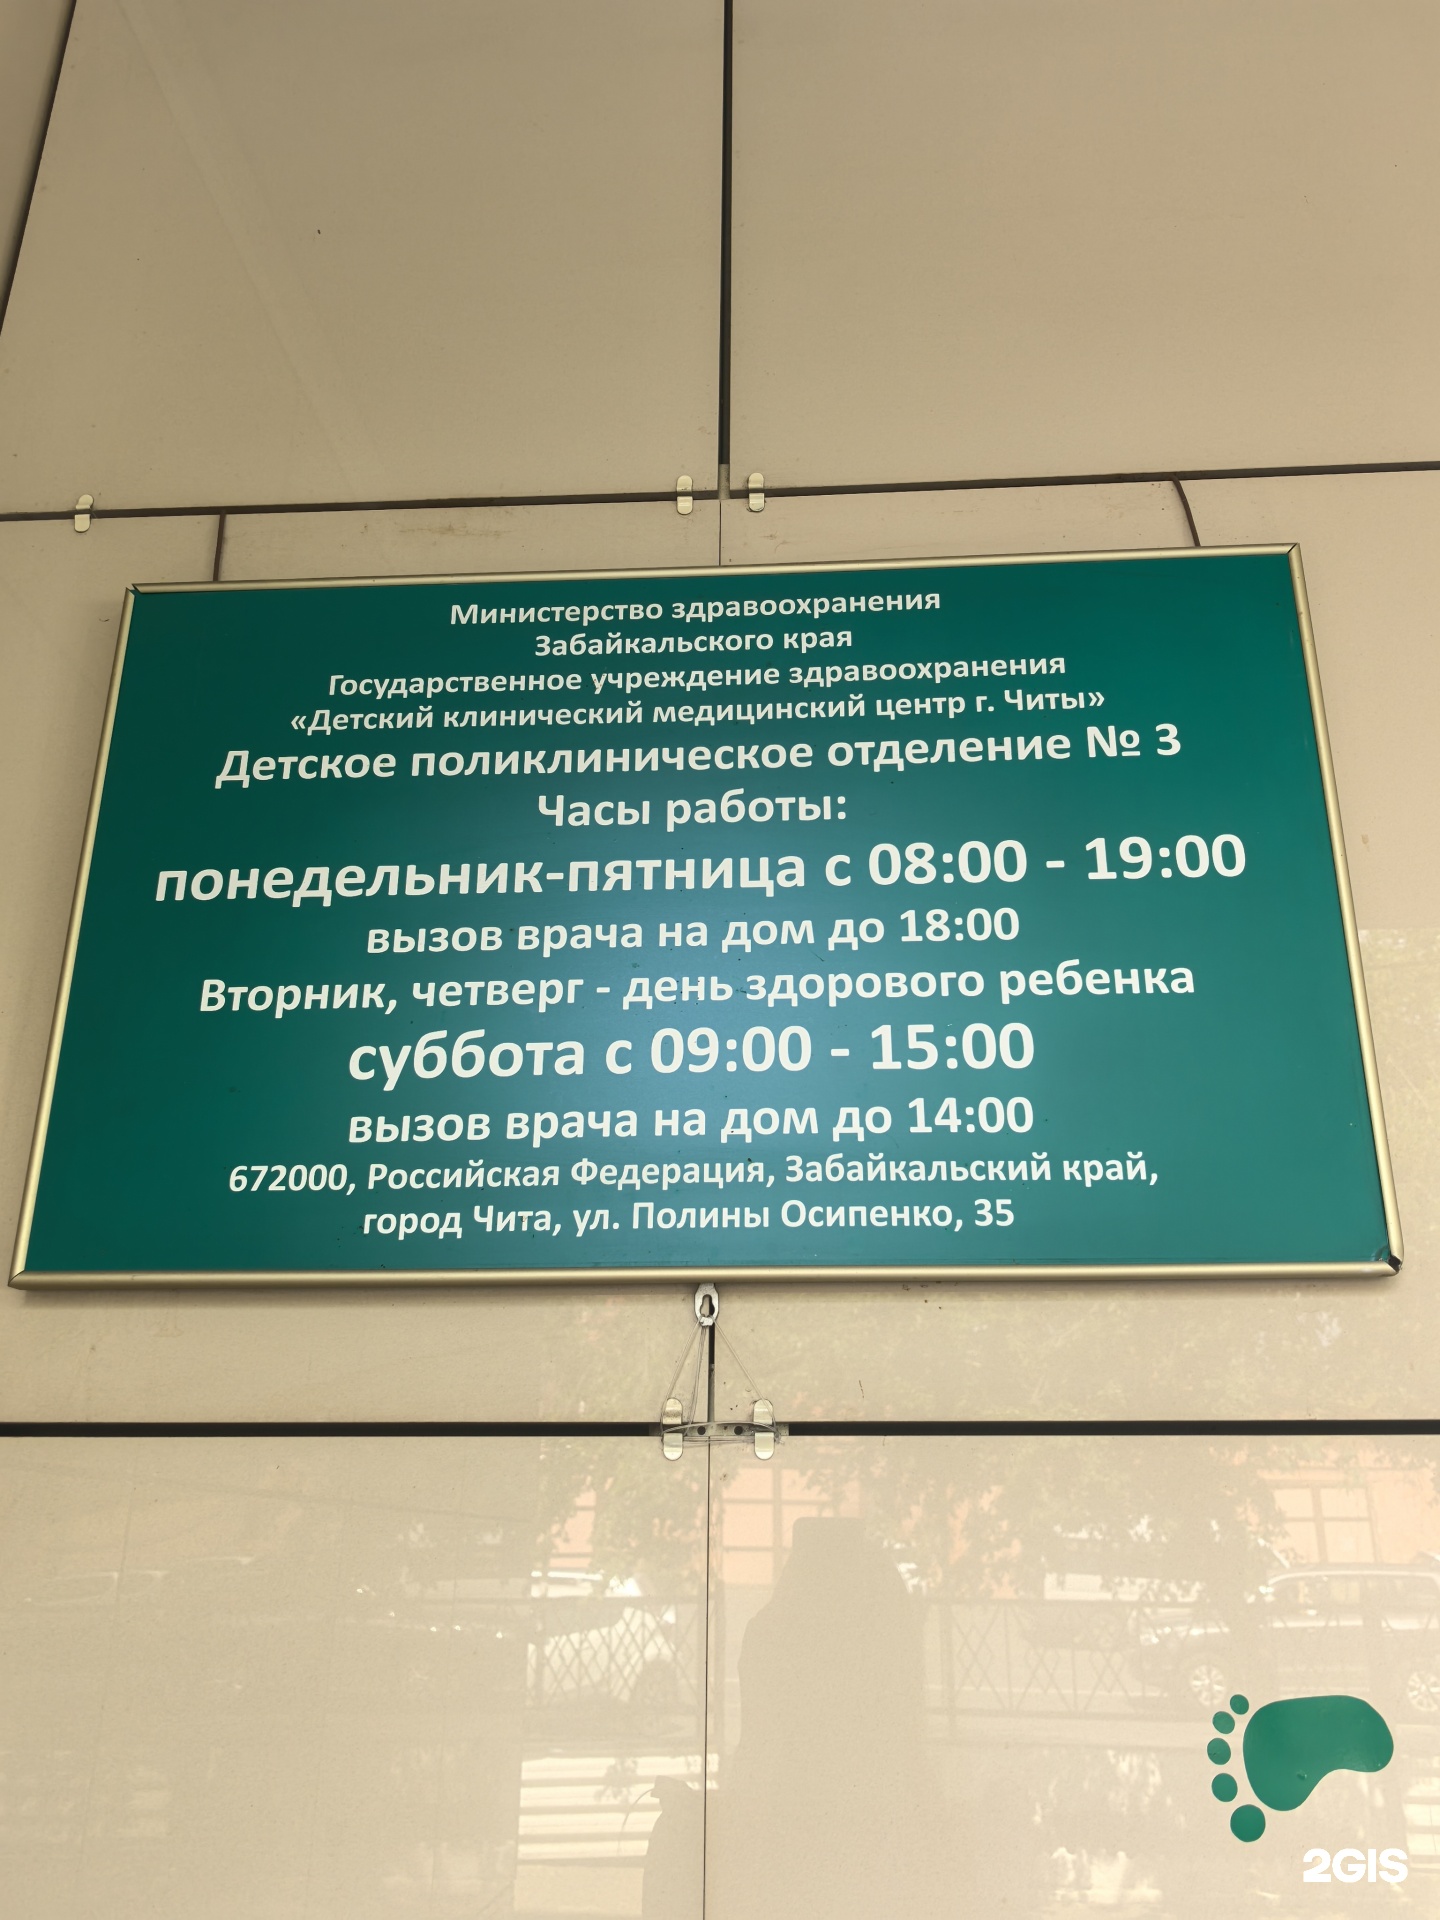 Министерство здравоохранения
Забайкальского края
Государственное учреждение здравоохранения
«Детский клинический медицинский центр г. Читы»
Детское поликлиническое отделение № 3
Часы работы:
понедельник-пятница с 08:00 - 19:00
вызов врача на дом до 18:00
Вторник, четверг - день здорового ребенка
суббота с 09:00 - 15:00
вызов врача на дом до 14:00
672000, Российская Федерация, Забайкальский край,
город Чита, ул. Полины Осипенко, 35
2GIS